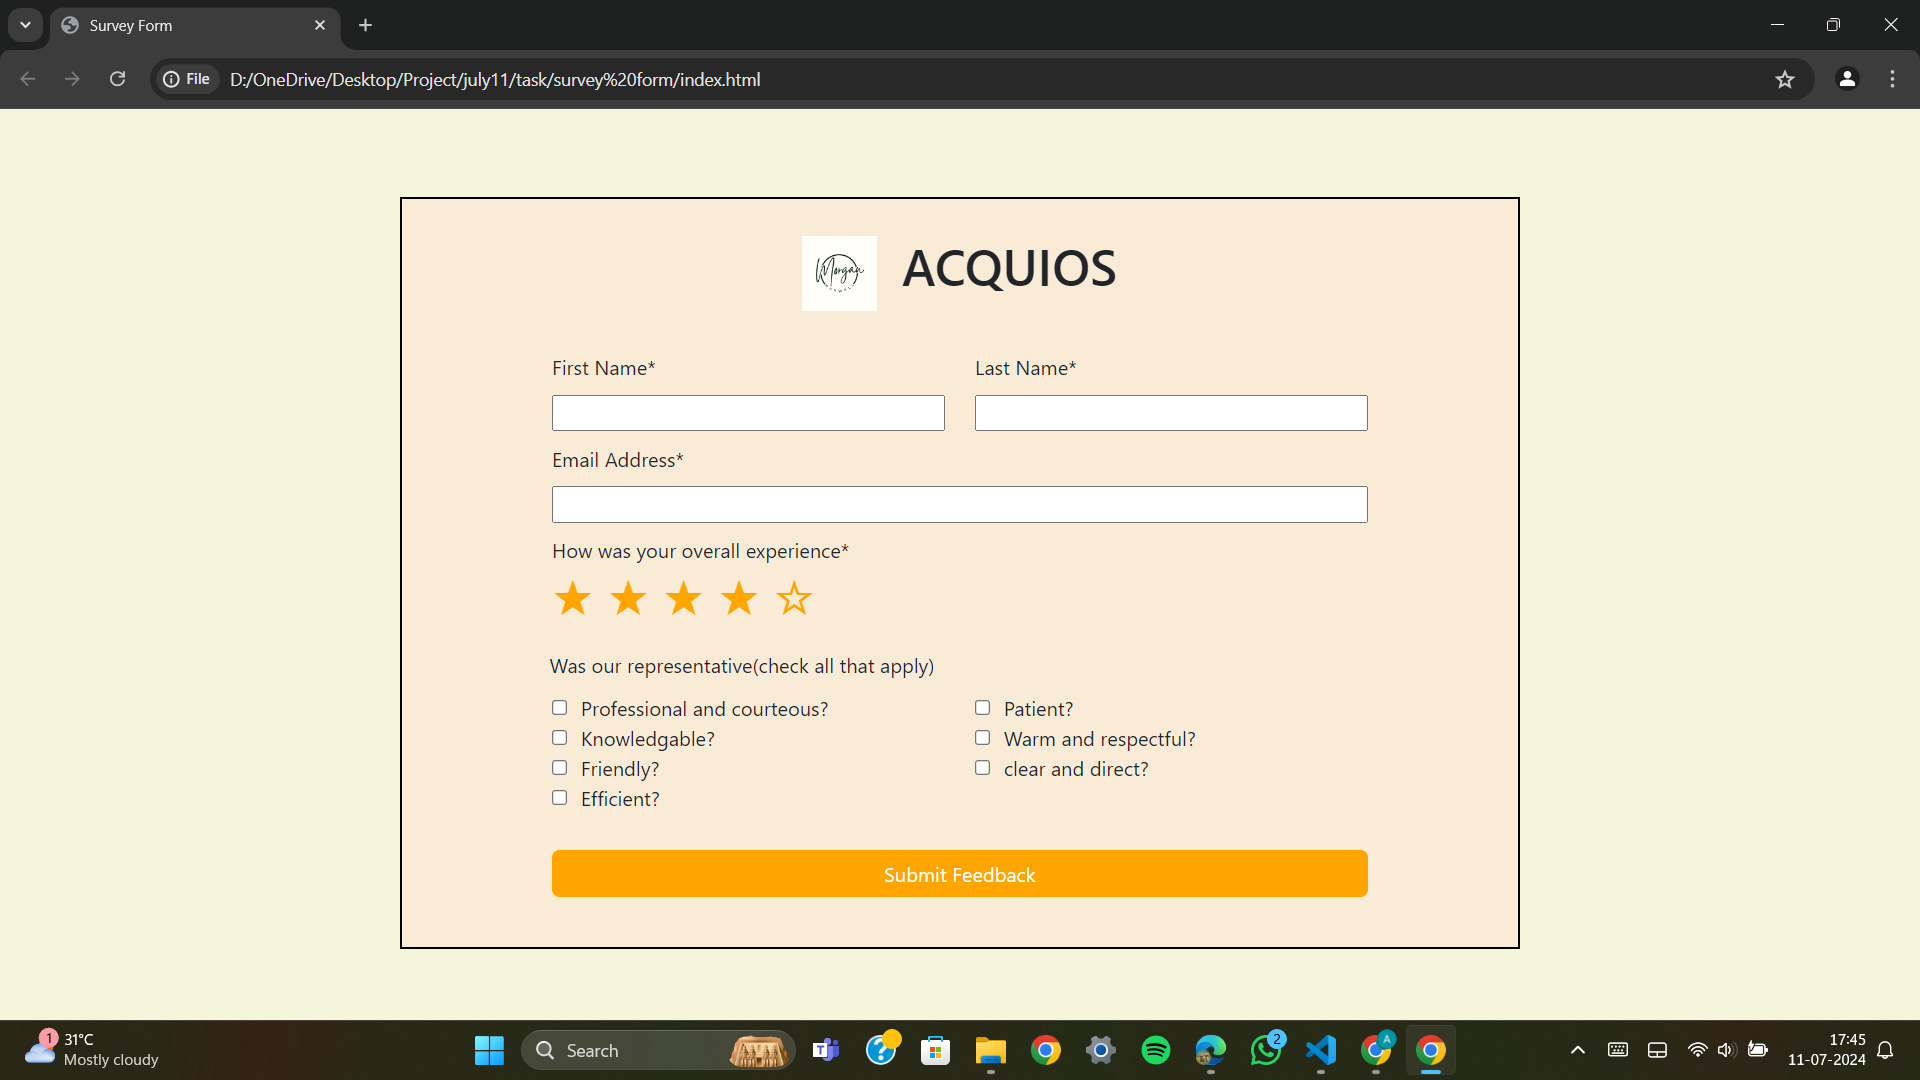 Survey Form
File D:/OneDrive/Desktop/Project/july11/task/survey%20form/index.html
Morgan ACQUIOS
First Name* Last Name*
Email Address*
How was your overall experience*
Was our representative(check all that apply)
Professional and courteous? Patient?
Knowledgable? Warm and respectful?
Friendly? clear and direct?
Efficient?
Submit Feedback
1 31°C
Mostly cloudy
Search
T
2
A
17:45
11-07-2024